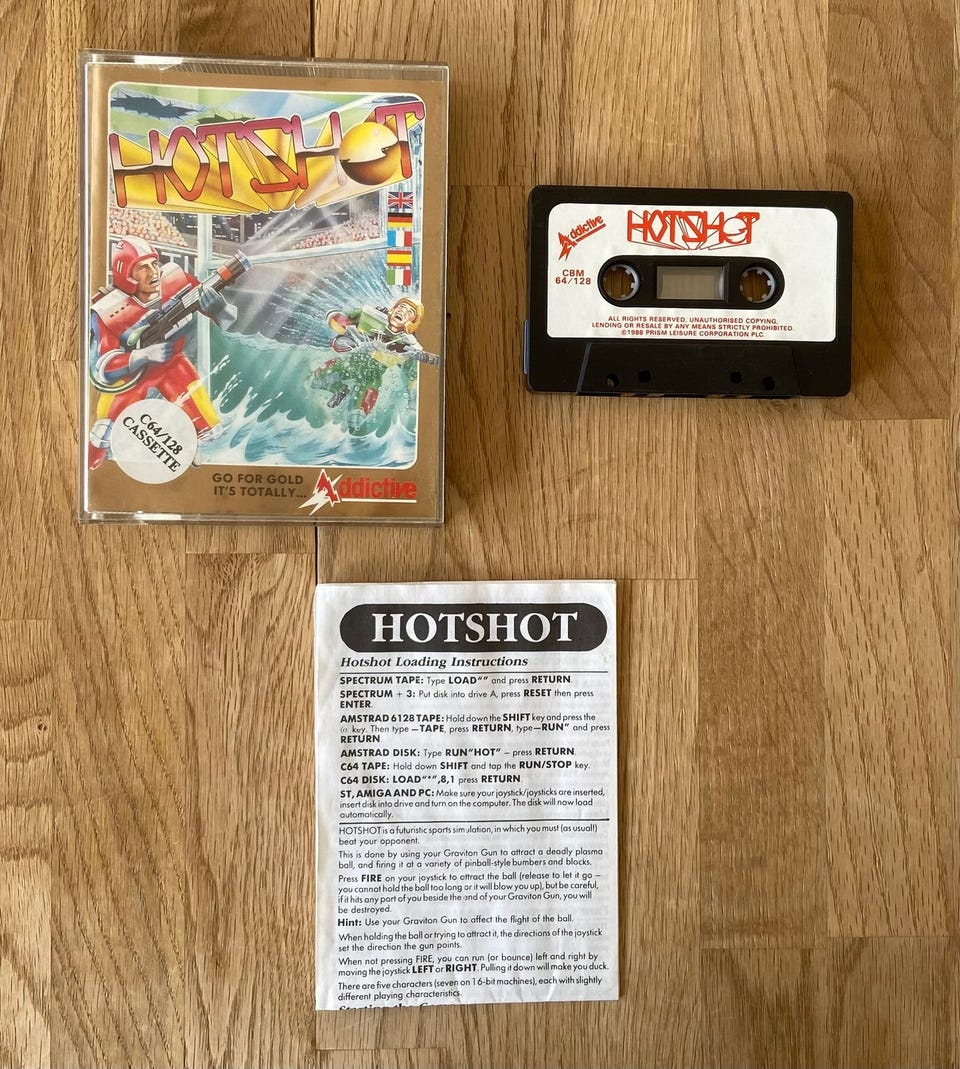 HOTSHOT
C64/128
CASSETTE
GO FOR GOLD
IT'S TOTALLY...
Addictive
Addictive
HOTSHOT
CBM
64/128
ALL RIGHTS RESERVED, UNAUTHORISED COPYING,
LENDING OR RESALE BY ANY MEANS STRICTLY PROHIBITED.
©1988 PRISM LEISURE CORPORATION PLC.
HOTSHOT
Hotshot Loading Instructions
SPECTRUM TAPE: Type LOAD"" and press RETURN.
SPECTRUM + 3: Put disk into drive A, press RESET then press
ENTER.
AMSTRAD 6128 TAPE: Hold down the SHIFT key and press the
@ key. Then type —TAPE, press RETURN, type—RUN" and press
RETURN.
AMSTRAD DISK: Type RUN"HOT" – press RETURN.
C64 TAPE: Hold down SHIFT and tap the RUN/STOP key.
C64 DISK: LOAD"*",8,1 press RETURN.
ST, AMIGA AND PC: Make sure your joystick/joysticks are inserted,
insert disk into drive and turn on the computer. The disk will now load
automatically.
HOTSHOT is a futuristic sports simulation, in which you must (as usual!)
beat your opponent.
This is done by using your Graviton Gun to attract a deadly plasma
ball, and firing it at a variety of pinball-style bumbers and blocks.
Press FIRE on your joystick to attract the ball (release to let it go –
you cannot hold the ball too long or it will blow you up), but be careful,
if it hits any part of you beside the end of your Graviton Gun, you will
be destroyed.
Hint: Use your Graviton Gun to affect the flight of the ball.
When holding the ball or trying to attract it, the directions of the joystick
set the direction the gun points.
When not pressing FIRE, you can run (or bounce) left and right by
moving the joystick LEFT or RIGHT. Pulling it down will make you duck.
There are five characters (seven on 16-bit machines), each with slightly
different playing characteristics.